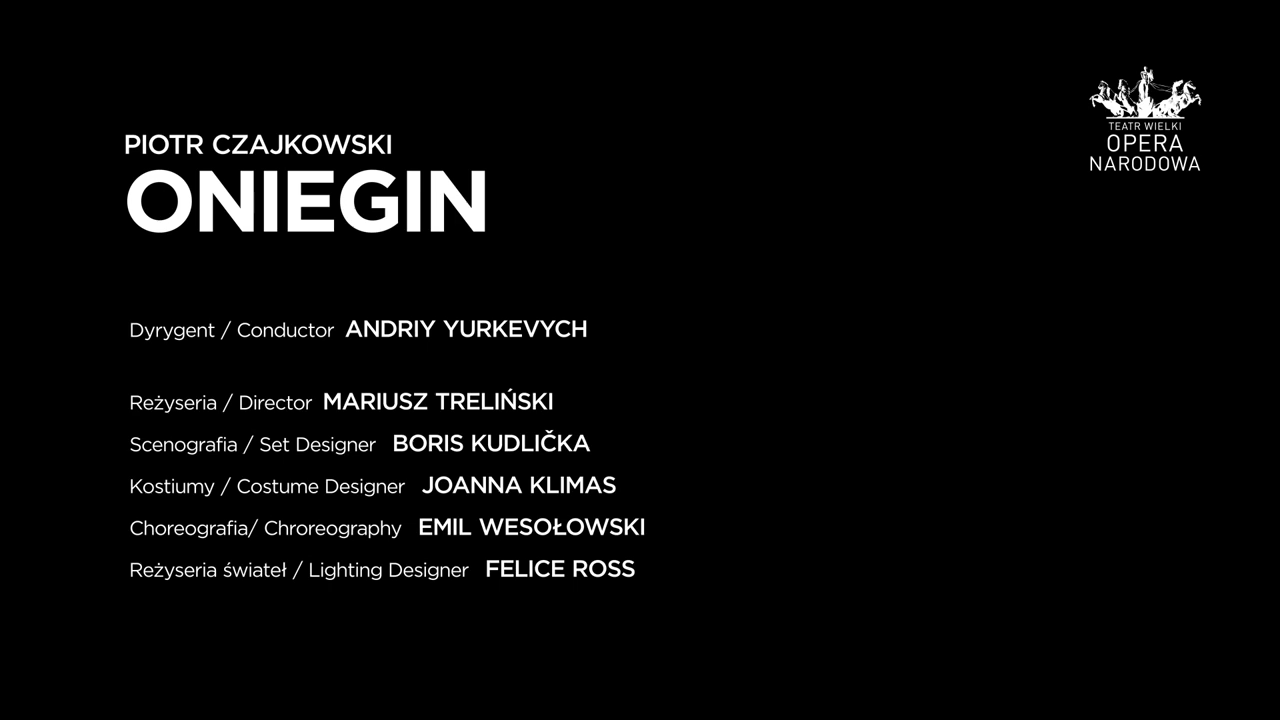 PIOTR CZAJKOWSKI
ONIEGIN
TEATR WIELKI
OPERA
NARODOWA
Dyrygent / Conductor ANDRIY YURKEVYCH
Reżyseria / Director MARIUSZ TRELIŃSKI
Scenografia / Set Designer BORIS KUDLIČKA
Kostiumy / Costume Designer JOANNA KLIMAS
Choreografia/ Chroreography EMIL WESOŁOWSKI
Reżyseria świateł / Lighting Designer FELICE ROSS